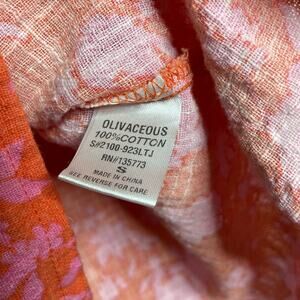 OLIVACEOUS
100%COTTON
S#2100-923LTJ
RN#135773
S
MADE IN CHINA
SEE REVERSE FOR CARE